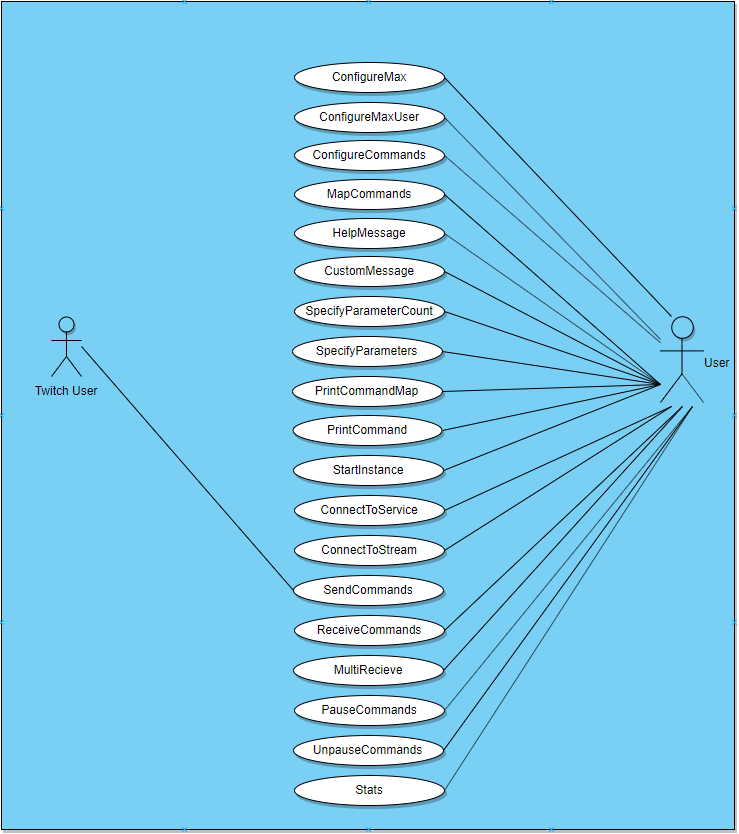 ConfigureMax
ConfigureMaxUser
ConfigureCommands
MapCommands
HelpMessage
CustomMessage
SpecifyParameterCount
SpecifyParameters
PrintCommandMap
PrintCommand
StartInstance
ConnectToService
ConnectToStream
SendCommands
ReceiveCommands
MultiRecieve
PauseCommands
UnpauseCommands
Stats
Twitch User
User